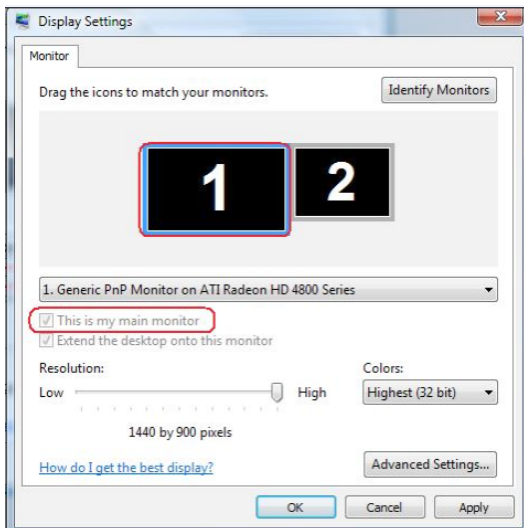 Display Settings
Monitor
Drag the icons to match your monitors.
Identify Monitors
1
2
1. Generic PnP Monitor on ATI Radeon HD 4800 Series
This is my main monitor
Extend the desktop onto this monitor
Resolution:
Colors:
Low
High
Highest (32 bit)
1440 by 900 pixels
How do I get the best display?
Advanced Settings...
OK
Cancel
Apply